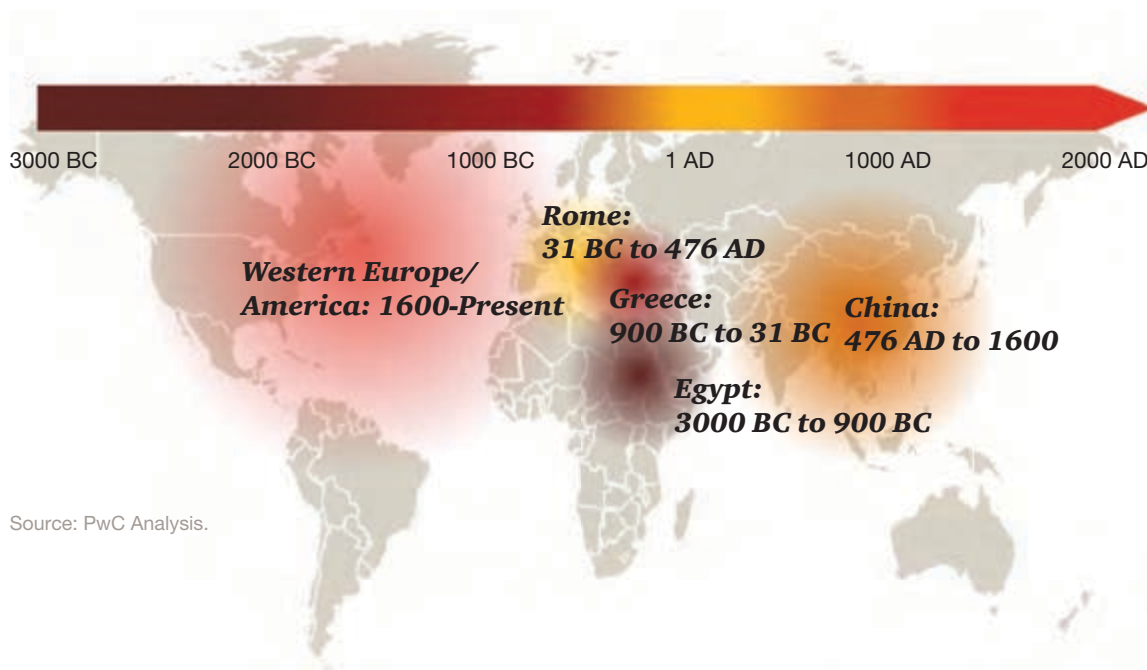 3000 BC 2000 BC 1000 BC 1 AD 1000 AD 2000 AD
Rome:
31 BC to 476 AD
Western Europe/
America: 1600-Present
Greece:
900 BC to 31 BC
China:
476 AD to 1600
Egypt:
3000 BC to 900 BC
Source: PwC Analysis.